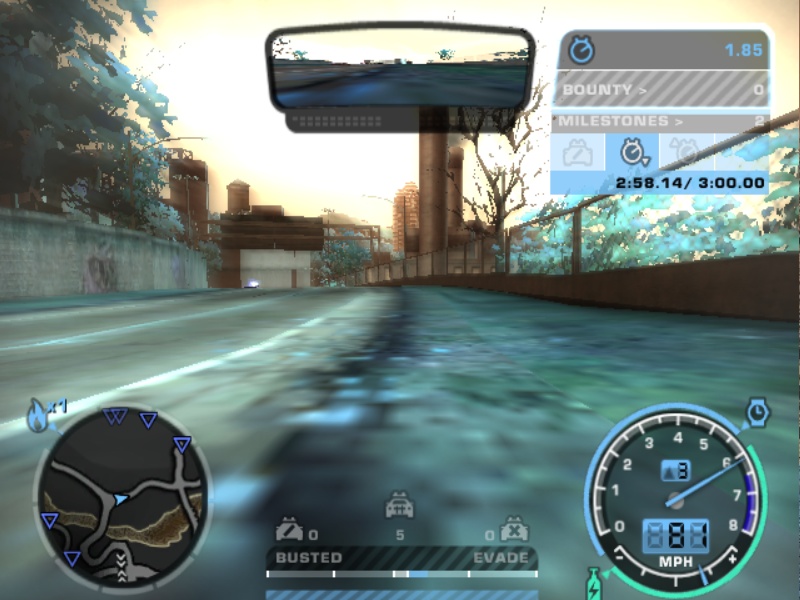 1.85
BOUNTY > 0
MILESTONES > 2
2:58.14/ 3:00.00
x1
0 5 0
BUSTED EVADE
0 1 2 3 4 5 6 7 8
3
81
MPH
- +